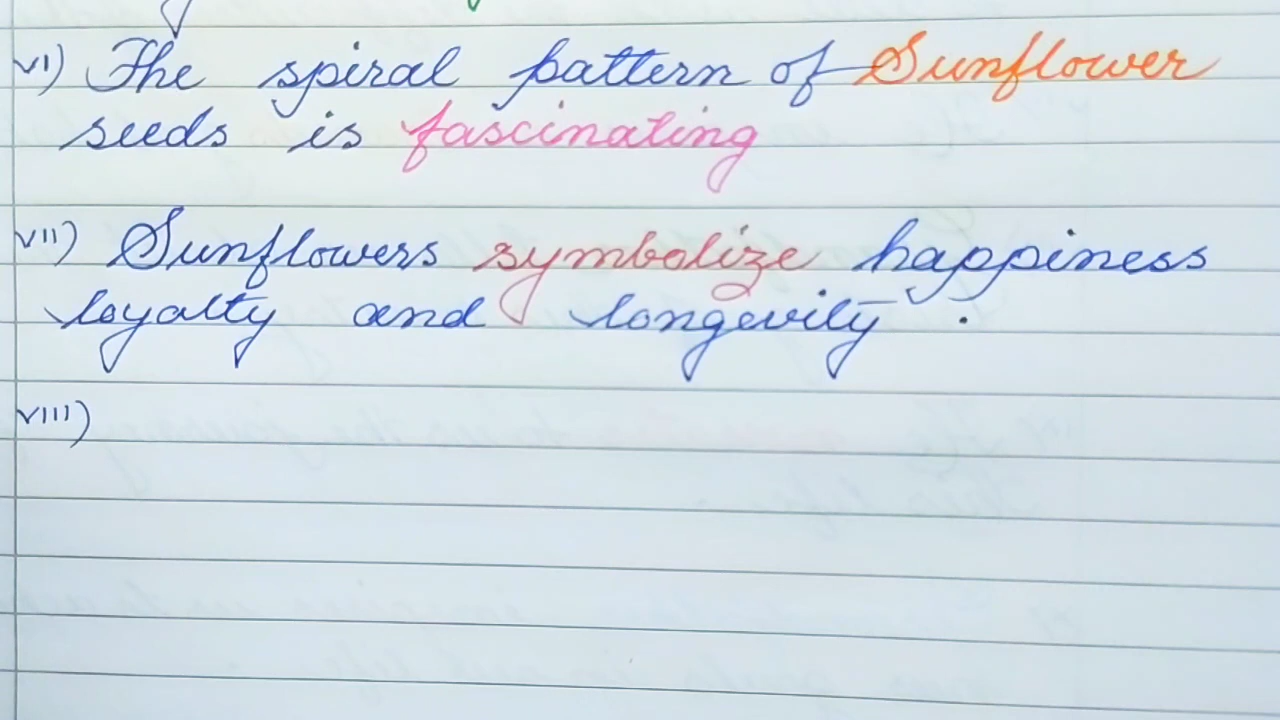 VI) The spiral pattern of Sunflower
seeds is fascinating
VII) Sunflowers symbolize happiness
loyalty and longevity .
VIII)